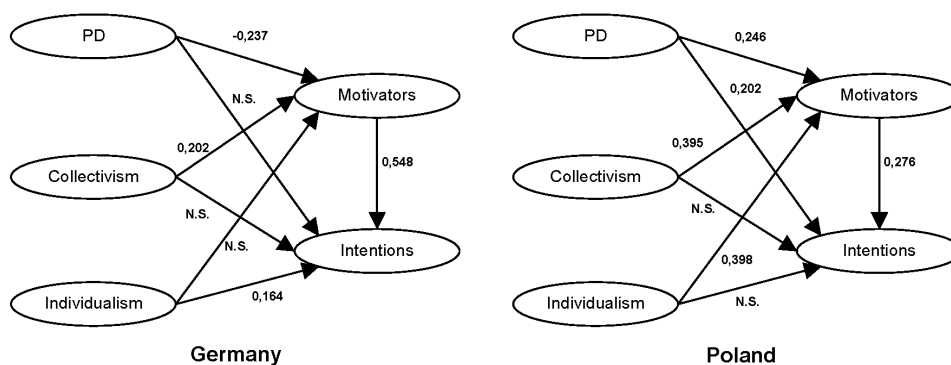 PD
-0,237
Motivators
N.S.
0,202
Collectivism
0,548
N.S.
N.S.
Intentions
Individualism
0,164
Germany
PD
0,246
Motivators
0,202
0,395
Collectivism
0,276
N.S.
Intentions
0,398
Individualism
N.S.
Poland